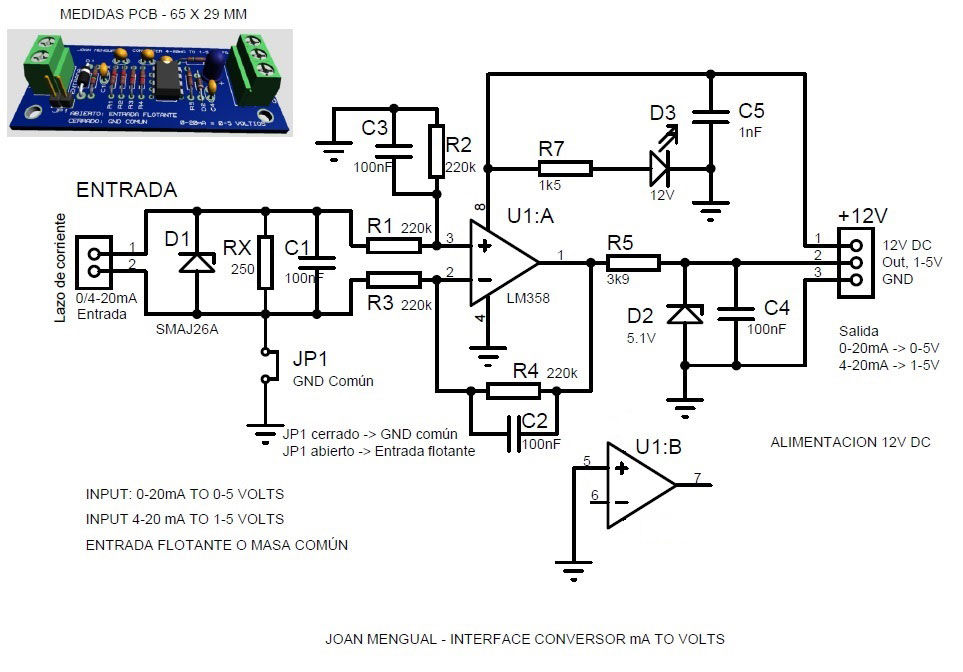 MEDIDAS PCB - 65 X 29 MM
ABIERTO: ENTRADA FLOTANTE
CERRADO: GND COMUN
0-20mA = 0-5 VOLTIOS
JOAN MENGUAL
R1
R2
R3
R4
ENTRADA
Lazo de corriente
1
2
0/4-20mA
Entrada
D1
SMAJ26A
RX
250
C1
100nF
JP1
GND Común
JP1 cerrado -> GND común
JP1 abierto -> Entrada flotante
C3
100nF
R2
220k
R1 220k
R3 220k
3
2
8
4
1
U1:A
LM358
R4 220k
C2
100nF
R7
1k5
D3
12V
C5
1nF
R5
3k9
D2
5.1V
C4
100nF
+12V
1
2
3
12V DC
Out, 1-5V
GND
Salida
0-20mA -> 0-5V
4-20mA -> 1-5V
ALIMENTACION 12V DC
U1:B
5
6
7
INPUT: 0-20mA TO 0-5 VOLTS
INPUT 4-20 mA TO 1-5 VOLTS
ENTRADA FLOTANTE O MASA COMÚN
JOAN MENGUAL - INTERFACE CONVERSOR mA TO VOLTS